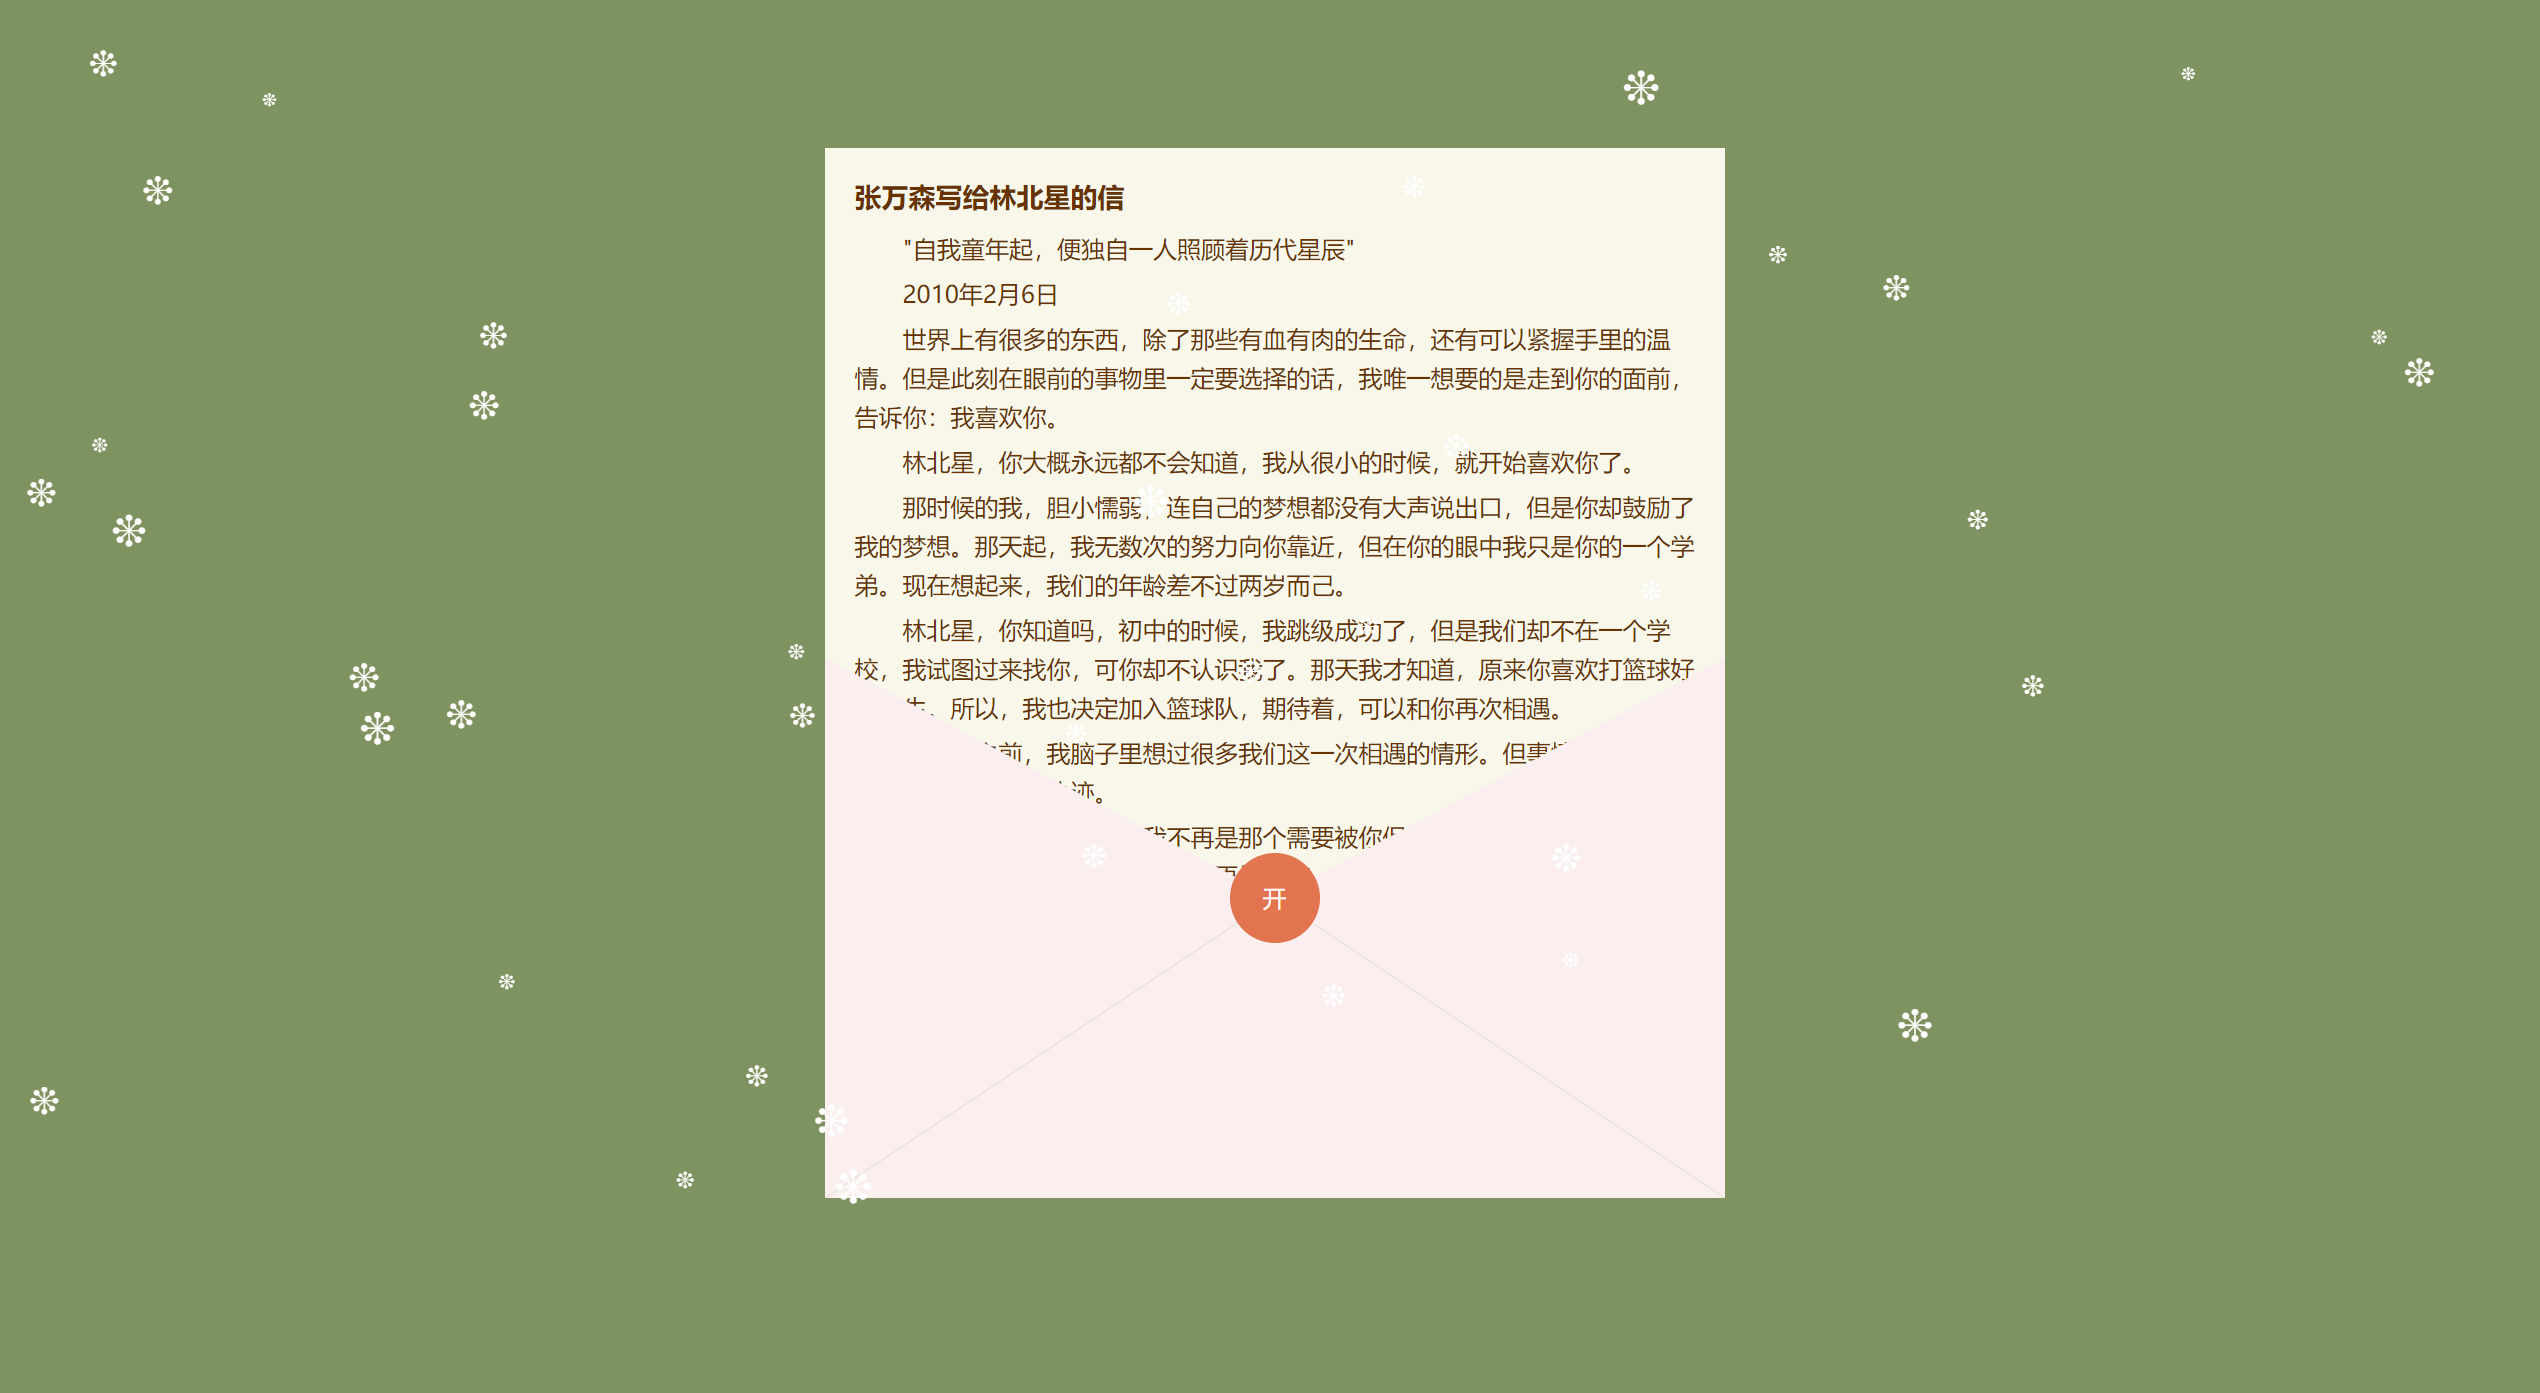 张万森写给林北星的信
"自我童年起，便独自一人照顾着历代星辰"
2010年2月6日
世界上有很多的东西，除了那些有血有肉的生命，还有可以紧握手里的温
情。但是此刻在眼前的事物里一定要选择的话，我唯一想要的是走到你的面前，
告诉你：我喜欢你。
林北星，你大概永远都不会知道，我从很小的时候，就开始喜欢你了。
那时候的我，胆小懦弱，连自己的梦想都没有大声说出口，但是你却鼓励了
我的梦想。那天起，我无数次的努力向你靠近，但在你的眼中我只是你的一个学
弟。现在想起来，我们的年龄差不过两岁而己。
林北星，你知道吗，初中的时候，我跳级成功了，但是我们却不在一个学
校，我试图过来找你，可你却不认识我了。那天我才知道，原来你喜欢打篮球好
生。所以，我也决定加入篮球队，期待着，可以和你再次相遇。
前，我脑子里想过很多我们这一次相遇的情形。但事
迹。
我不再是那个需要被你
开